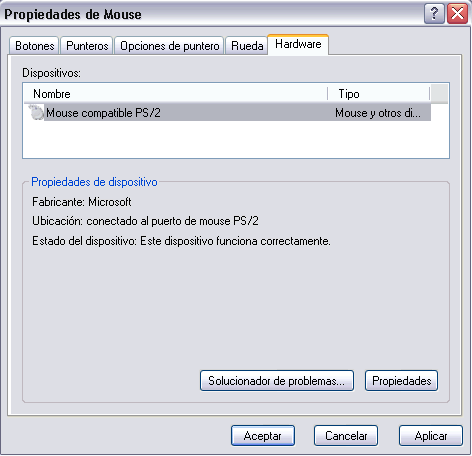 Propiedades de Mouse
Botones Punteros Opciones de puntero Rueda Hardware
Dispositivos:
Nombre Tipo
Mouse compatible PS/2 Mouse y otros di...
Propiedades de dispositivo
Fabricante: Microsoft
Ubicación: conectado al puerto de mouse PS/2
Estado del dispositivo: Este dispositivo funciona correctamente.
Solucionador de problemas... Propiedades
Aceptar Cancelar Aplicar